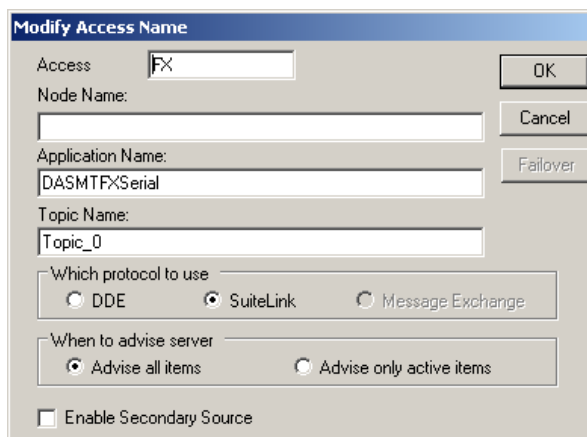 Modify Access Name
Access FX
OK
Node Name:
Cancel
Application Name:
Failover
DASMTFXSerial
Topic Name:
Topic_0
Which protocol to use
DDE SuiteLink Message Exchange
When to advise server
Advise all items Advise only active items
Enable Secondary Source